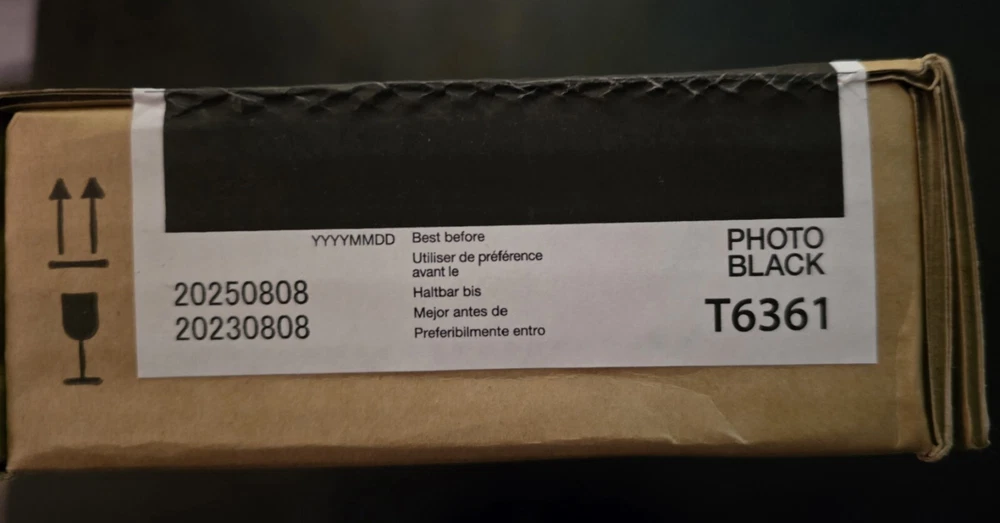 YYYYMMDD Best before
Utiliser de préférence
avant le
20250808 Haltbar bis
Mejor antes de
20230808 Preferibilmente entro
PHOTO
BLACK
T6361